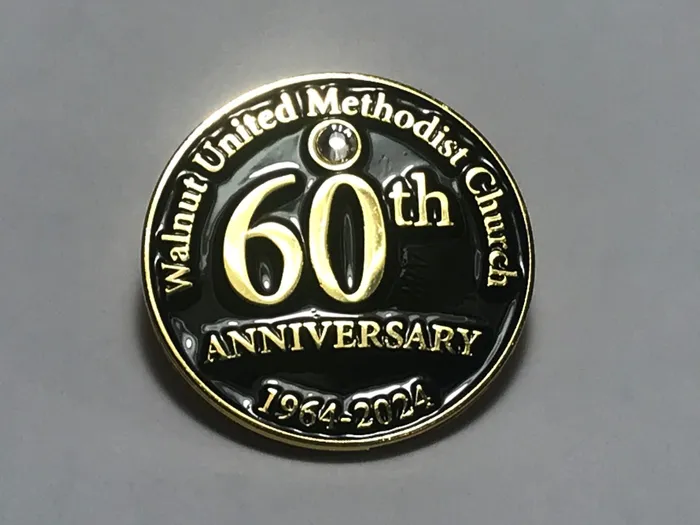 Walnut United Methodist Church
60th
ANNIVERSARY
1964-2024